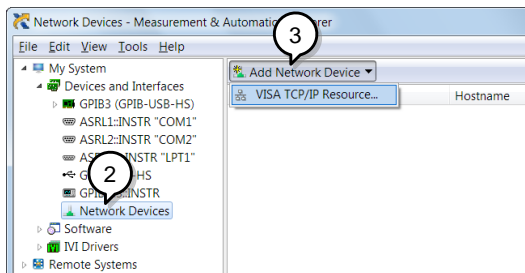 Network Devices - Measurement & Automation Explorer
3
File Edit View Tools Help
My System
Add Network Device
Devices and Interfaces
VISA TCP/IP Resource...
Hostname
GPIB3 (GPIB-USB-HS)
ASRL1::INSTR "COM1"
ASRL2::INSTR "COM2"
INSTR "LPT1"
2
HS
INSTR
Network Devices
Software
IVI Drivers
Remote Systems